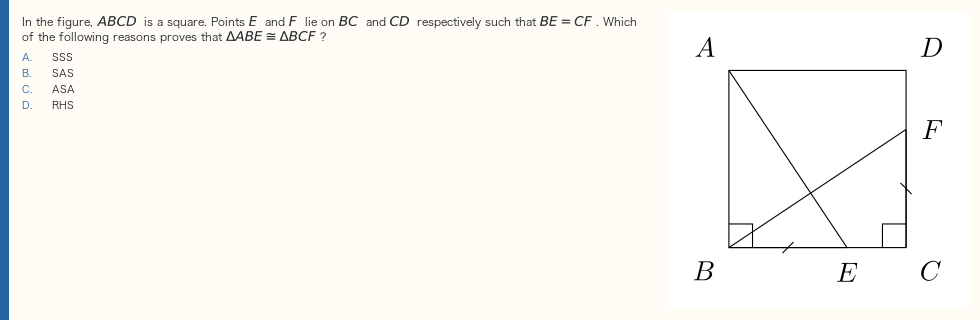 In the figure, ABCD is a square. Points E and F lie on BC and CD respectively such that BE = CF . Which
of the following reasons proves that ΔABE ≅ ΔBCF ?
A. SSS
B. SAS
C. ASA
D. RHS
A D
F
B E C